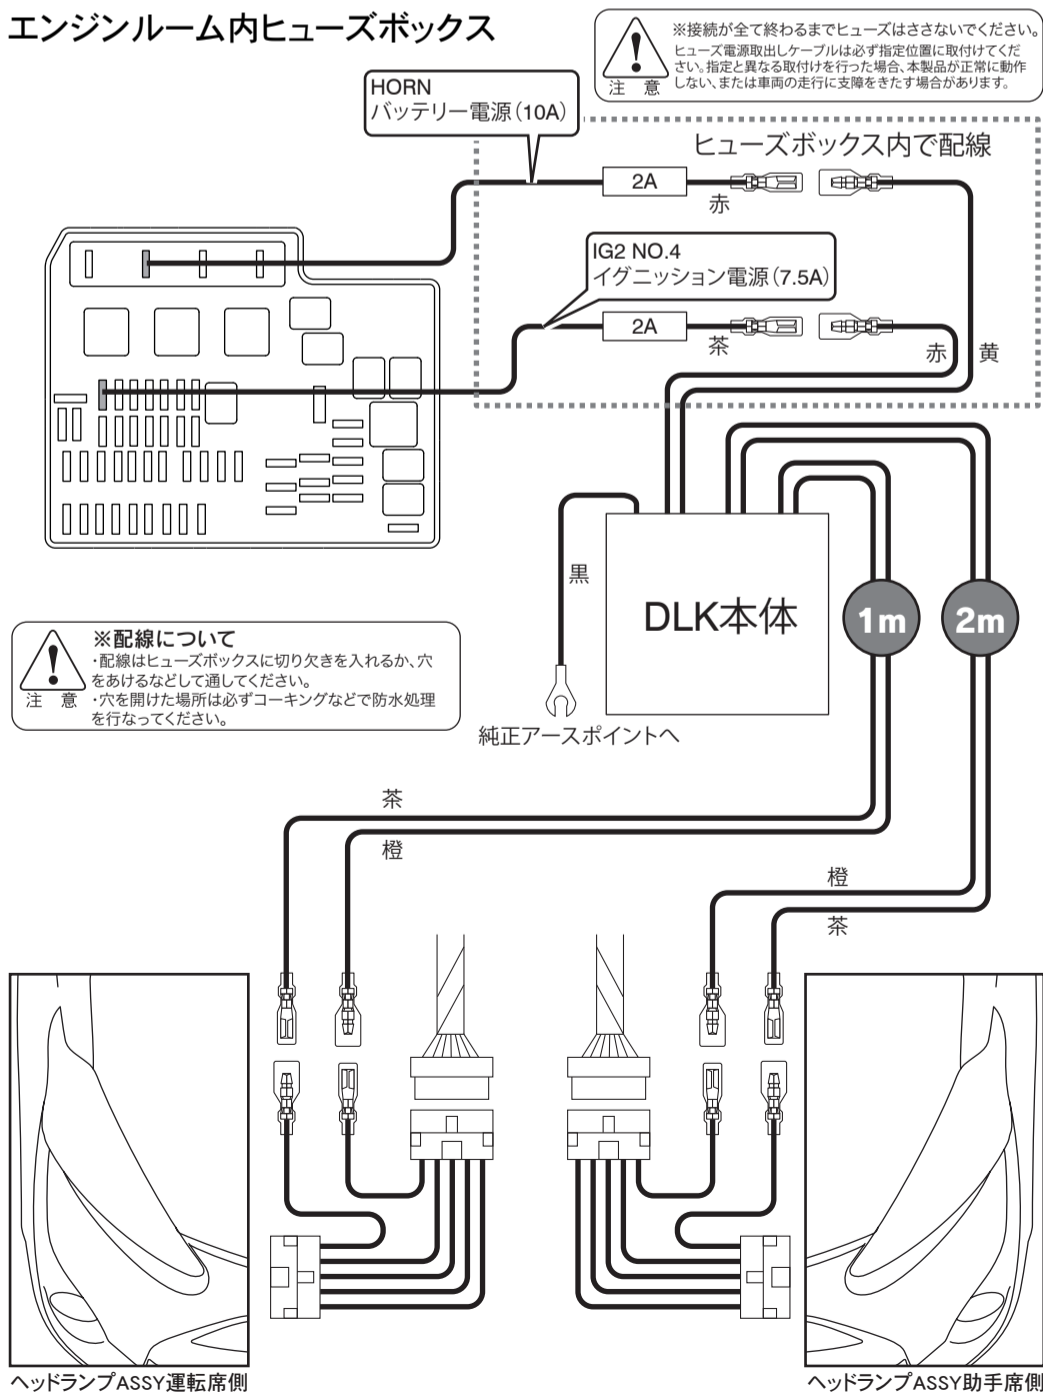 エンジンルーム内ヒューズボックス
※接続が全て終わるまでヒューズはささないでください。
ヒューズ電源取出しケーブルは必ず指定位置に取付けてくだ
さい。指定と異なる取付けを行った場合、本製品が正常に動作
しない、または車両の走行に支障をきたす場合があります。
注 意
HORN
バッテリー電源（10A）
ヒューズボックス内で配線
2A
赤
IG2 NO.4
イグニッション電源（7.5A）
2A
茶
赤
黄
黒
DLK本体
1m
2m
※配線について
・配線はヒューズボックスに切り欠きを入れるか、穴
をあけるなどして通してください。
・穴を開けた場所は必ずコーキングなどで防水処理
を行なってください。
注 意
純正アースポイントへ
茶
橙
橙
茶
ヘッドランプASSY運転席側
ヘッドランプASSY助手席側